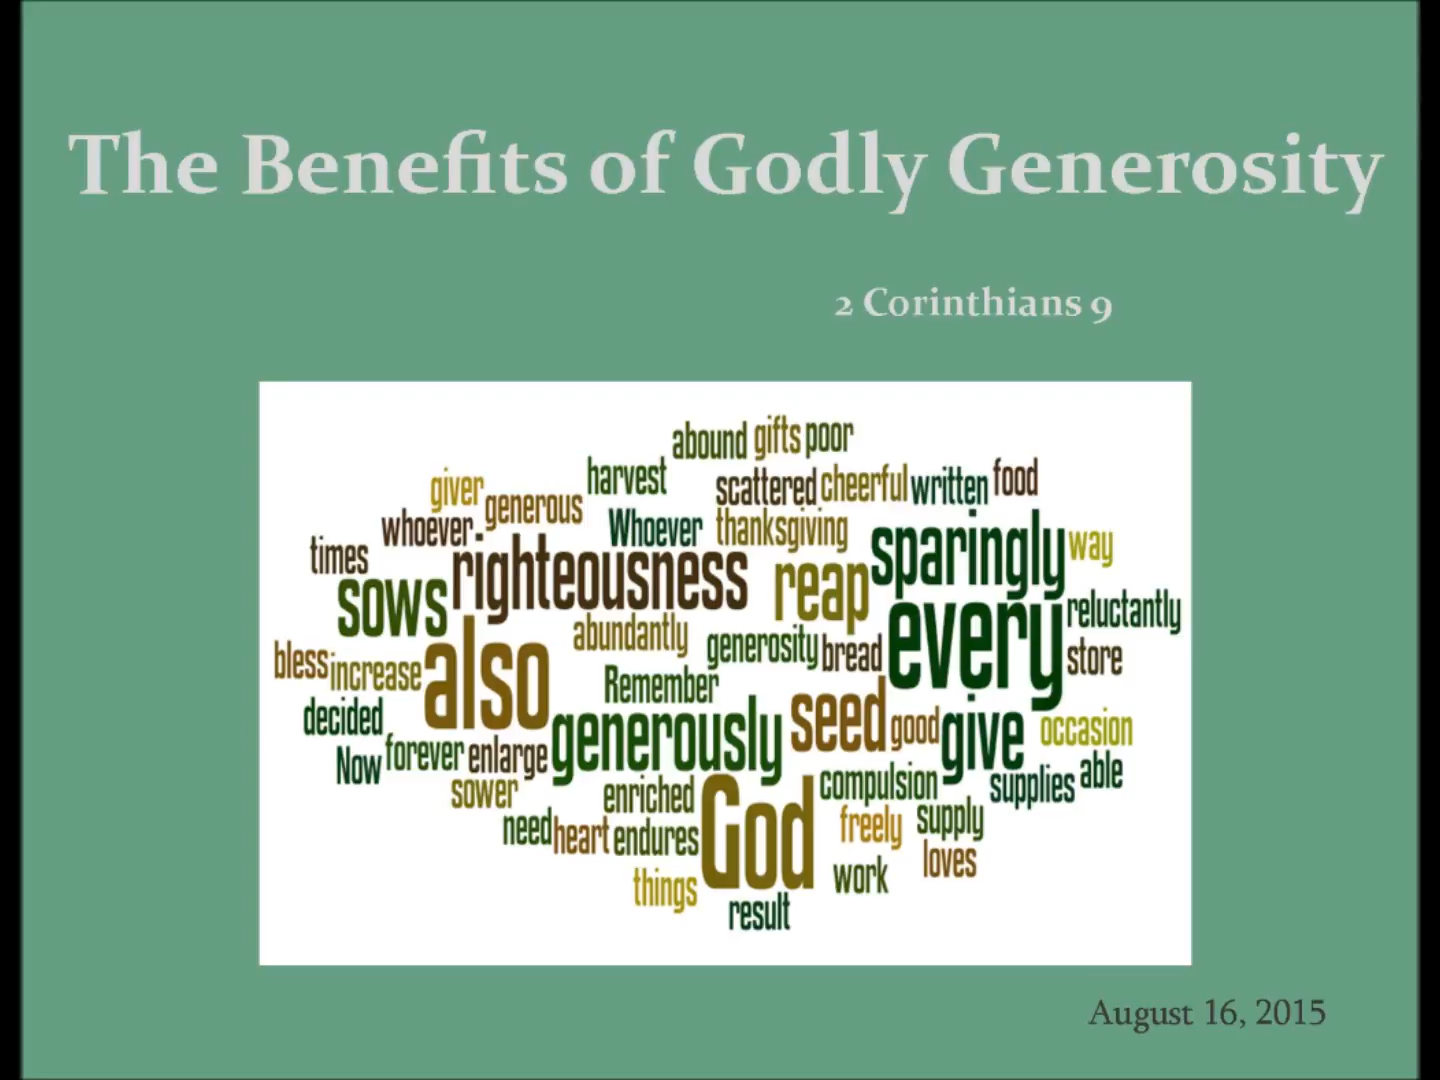 The Benefits of Godly Generosity
2 Corinthians 9
abound gifts poor
giver generous harvest scattered cheerful written food
whoever Whoever thanksgiving sparingly way
times righteousness reap
sows abundantly generosity bread every reluctantly
bless increase also Remember store
decided generously seed good give occasion
Now forever enlarge compulsion supplies able
sower enriched God freely supply
need heart endures loves
things work
result
August 16, 2015